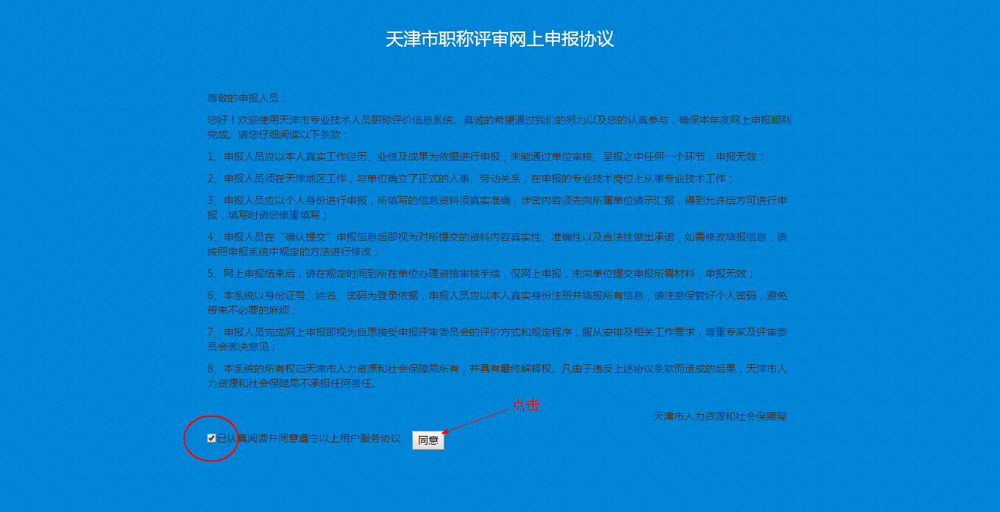 天津市职称评审网上申报协议
尊敬的申报人员：
您好！欢迎使用天津市专业技术人员职称评价信息系统。真诚的希望通过我们的努力以及您的认真参与，确保本年度网上申报顺利
完成。请您仔细阅读以下条款：
1、申报人员应以本人真实工作经历、业绩及成果为依据进行申报，未能通过单位审核、呈报之中任何一个环节，申报无效；
2、申报人员须在天津地区工作，与单位确立了正式的人事、劳动关系，在申报的专业技术岗位上从事专业技术工作；
3、申报人员应以个人身份进行申报，所填写的信息资料须真实准确，涉密内容须先向所属单位请示汇报，得到允许后方可进行申
报，填写时请您慎重填写；
4、申报人员在“确认提交”申报信息后即视为对所提交的资料内容真实性、准确性以及合法性做出承诺，如需修改填报信息，请
按照申报系统中规定的方法进行修改；
5、网上申报结束后，请在规定时间到所在单位办理资格审核手续，仅网上申报，未向单位提交申报所需材料，申报无效；
6、本系统以身份证号、姓名、密码为登录依据，申报人员应以本人真实身份注册并填报所有信息，请注意保管好个人密码，避免
带来不必要的麻烦；
7、申报人员完成网上申报即视为自愿接受申报评审委员会的评价方式和规定程序，服从安排及相关工作要求，尊重专家及评审委
员会表决意见；
8、本系统的所有权归天津市人力资源和社会保障局所有，并具有最终解释权。凡由于违反上述协议条款而造成的后果，天津市人
力资源和社会保障局不承担任何责任。
点击
天津市人力资源和社会保障局
已认真阅读并同意遵守以上用户服务协议 同意